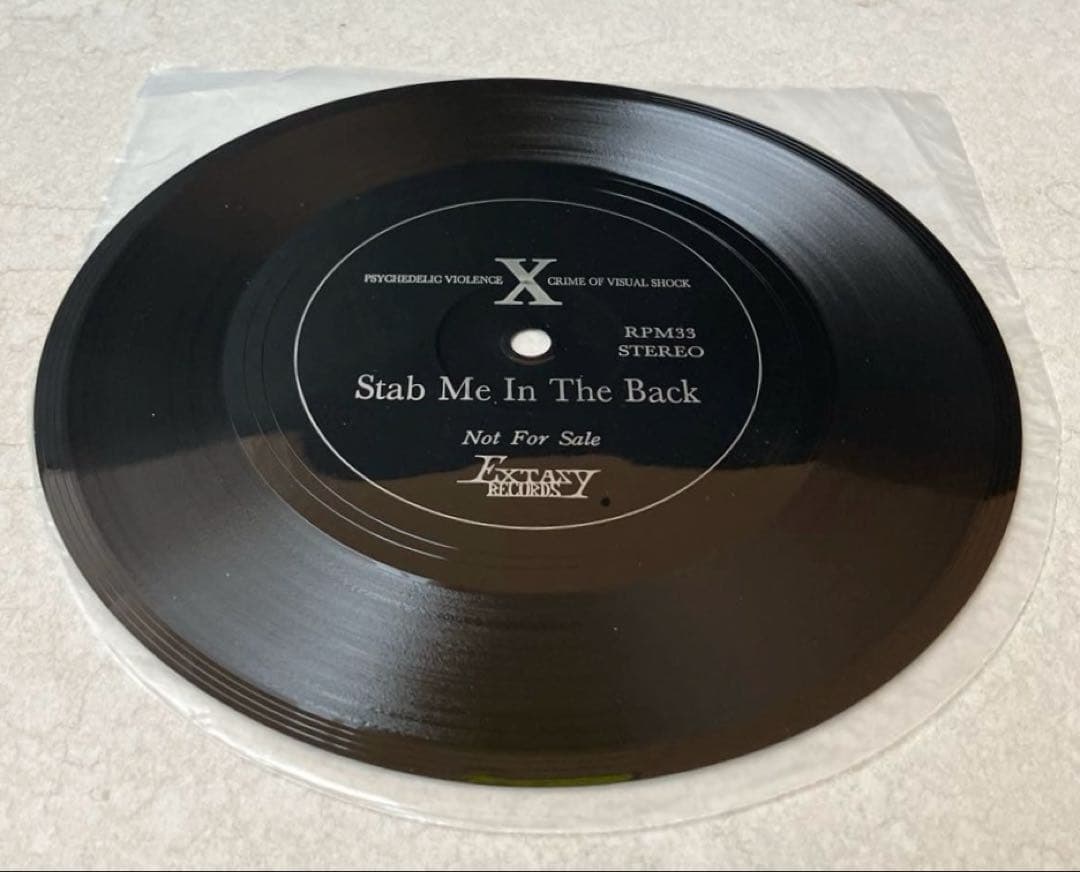 PSYCHEDELIC VIOLENCE X CRIME OF VISUAL SHOCK
RPM33
STEREO
Stab Me In The Back
Not For Sale
EXTASY
RECORDS